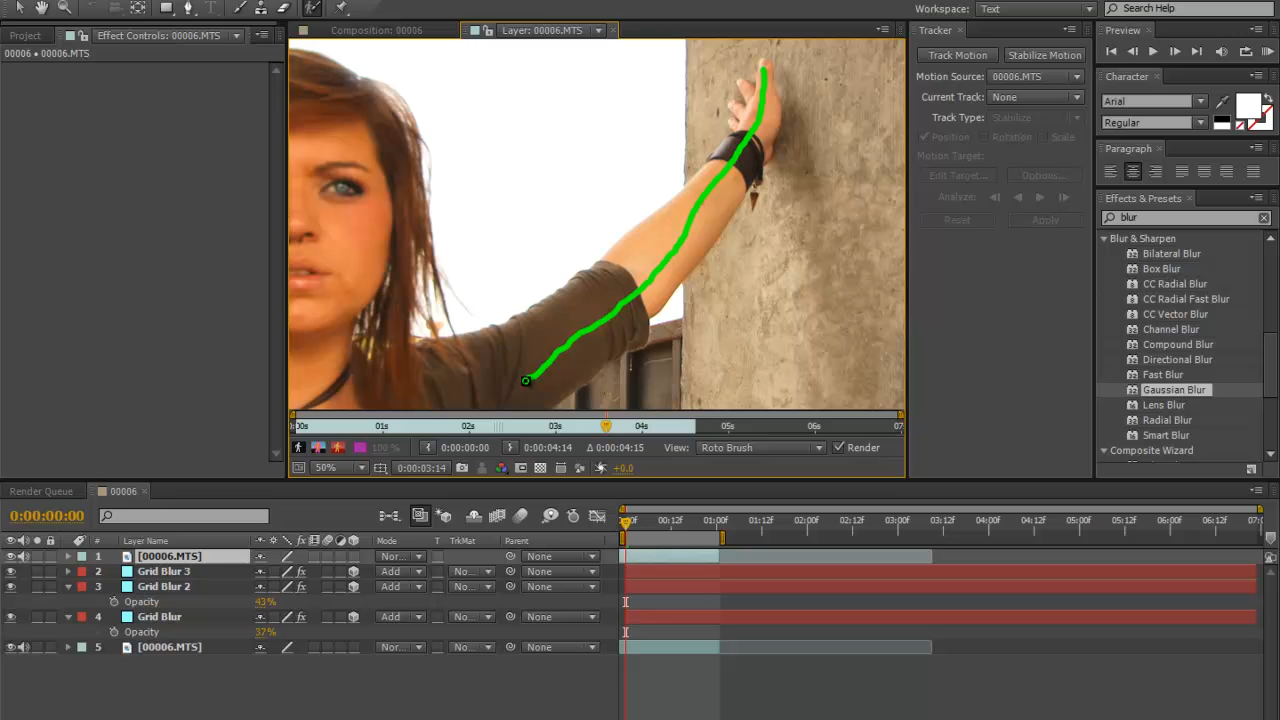 Workspace: Text Search Help
Project Effect Controls: 00006.MTS
Composition: 00006 Layer: 00006.MTS
Tracker Preview
00006 • 00006.MTS
Track Motion Stabilize Motion
Motion Source: 00006.MTS
Current Track: None
Track Type: Stabilize
Position Rotation Scale
Motion Target:
Edit Target... Options...
Analyze:
Reset Apply
Character
Arial
Regular
Paragraph
Effects & Presets
blur
Blur & Sharpen
Bilateral Blur
Box Blur
CC Radial Blur
CC Radial Fast Blur
CC Vector Blur
Channel Blur
Compound Blur
Directional Blur
Fast Blur
Gaussian Blur
Lens Blur
Radial Blur
Smart Blur
Composite Wizard
:00s 01s 02s 03s 04s 05s 06s 07
100 % 0:00:00:00 0:00:04:14 Δ 0:00:04:15 View: Roto Brush Render
50% 0:00:03:14 +0.0
Render Queue 00006
0:00:00:00
00:12f 01:00f 01:12f 02:00f 02:12f 03:00f 03:12f 04:00f 04:12f 05:00f 05:12f 06:00f 06:12f 07:0
# Layer Name Mode T TrkMat Parent
1 [00006.MTS] Nor... None
2 Grid Blur 3 fx Add No... None
3 Grid Blur 2 fx Add No... None
Opacity 43%
4 Grid Blur fx Add No... None
Opacity 37%
5 [00006.MTS] Nor... No... None